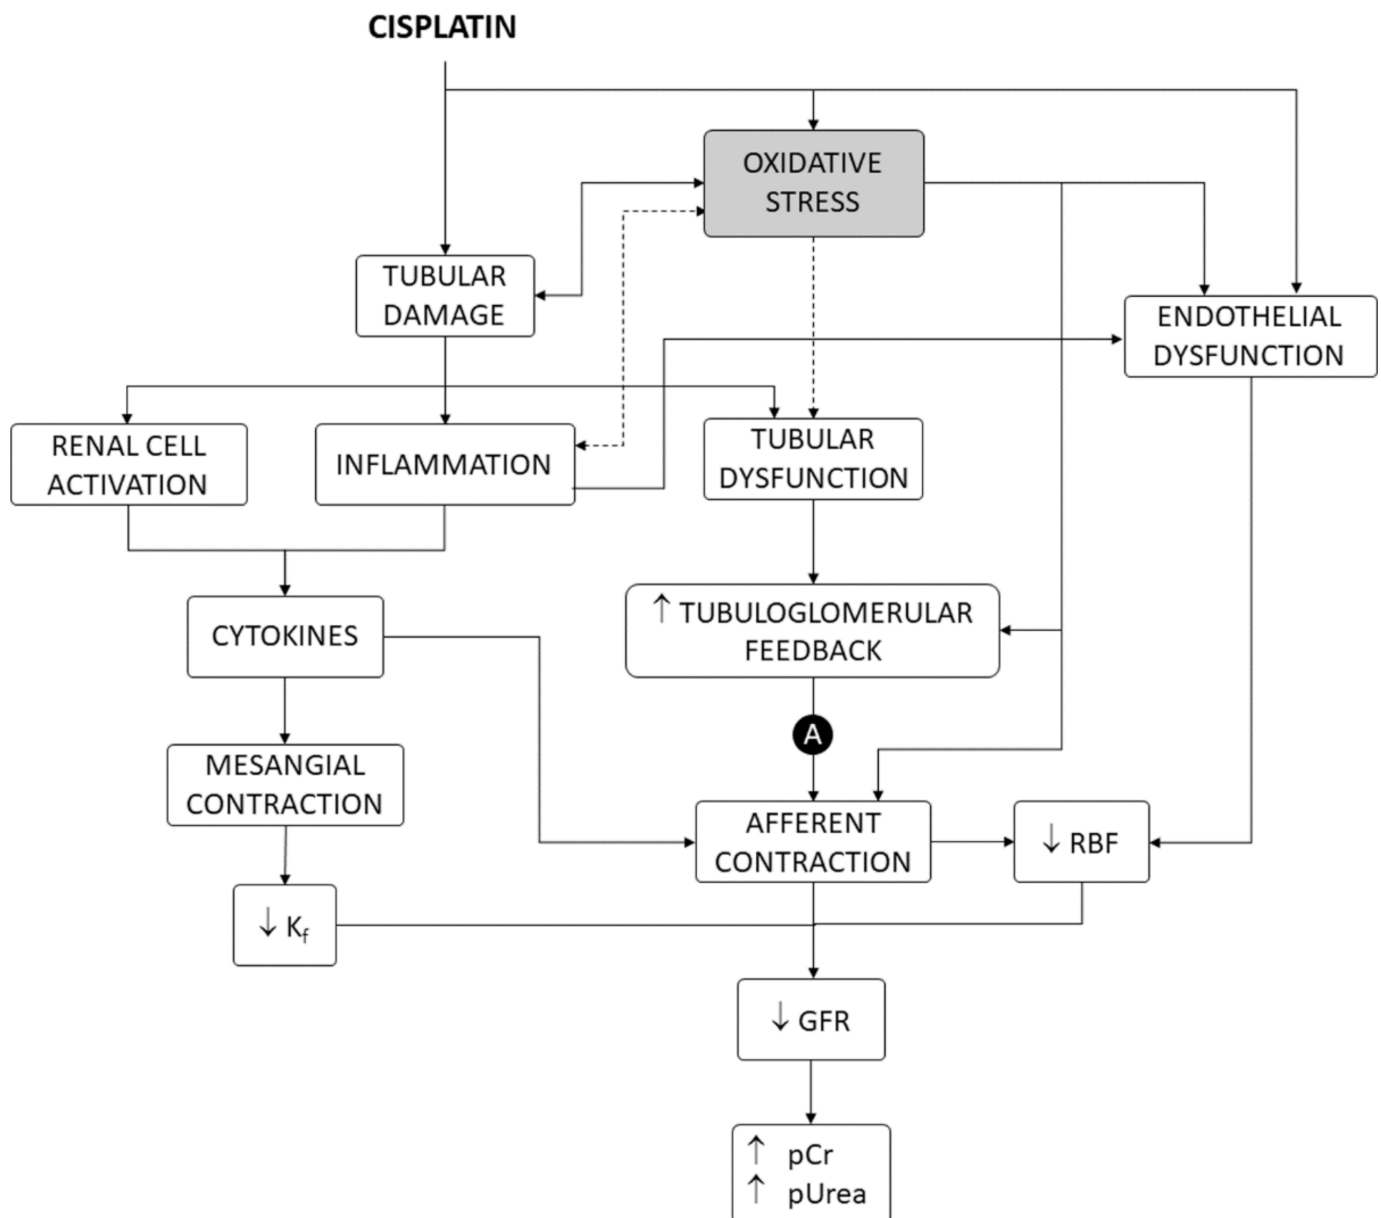 CISPLATIN
OXIDATIVE
STRESS
TUBULAR
DAMAGE
ENDOTHELIAL
DYSFUNCTION
RENAL CELL
ACTIVATION
INFLAMMATION
TUBULAR
DYSFUNCTION
CYTOKINES
↑ TUBULOGLOMERULAR
FEEDBACK
A
MESANGIAL
CONTRACTION
AFFERENT
CONTRACTION
↓ RBF
↓ Kf
↓ GFR
↑ pCr
↑ pUrea